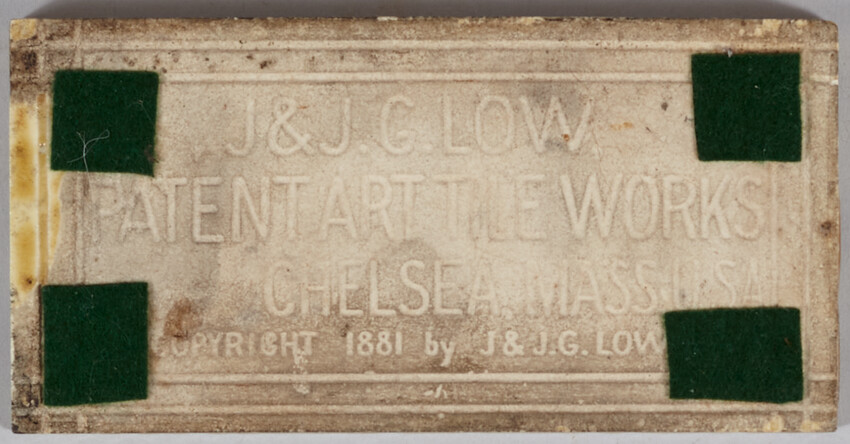 J. & J. G. LOW.
PATENT ART TILE WORKS
CHELSEA, MASS. U.S.A.
COPYRIGHT 1881 by J. & J. G. LOW